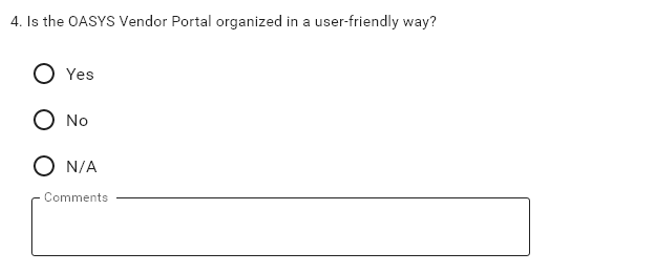 4. Is the OASYS Vendor Portal organized in a user-friendly way?
Yes
No
N/A
Comments